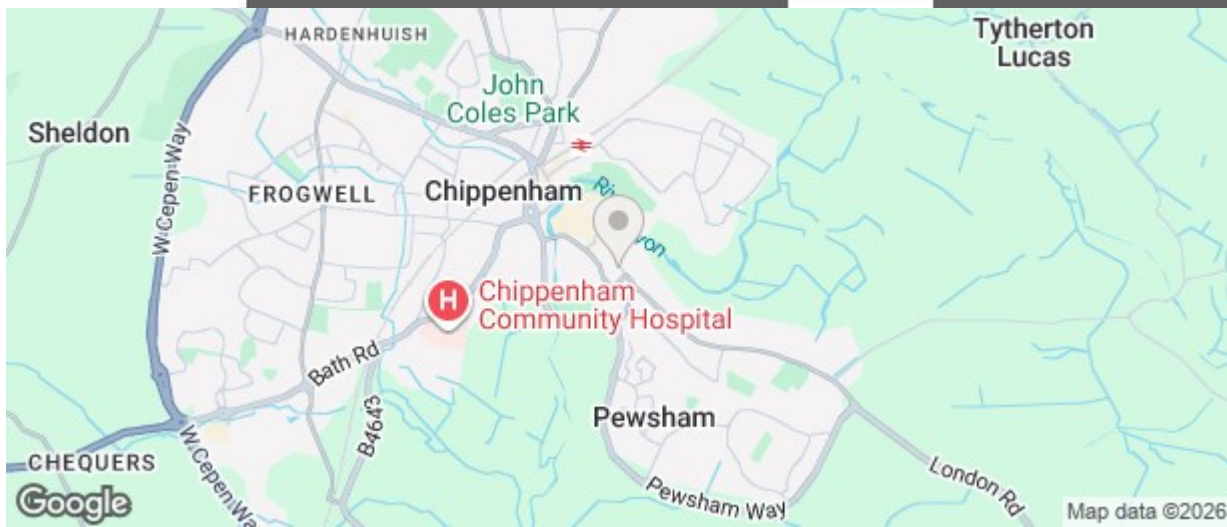 HARDENHUISH
Tytherton
Lucas
John
Coles Park
Sheldon
W Cepen Way
FROGWELL
Chippenham
H
Chippenham
Community Hospital
Bath Rd
B4643
Pewsham
CHEQUERS
W Cepen
London Rd
Pewsham Way
Google
Map data ©2026